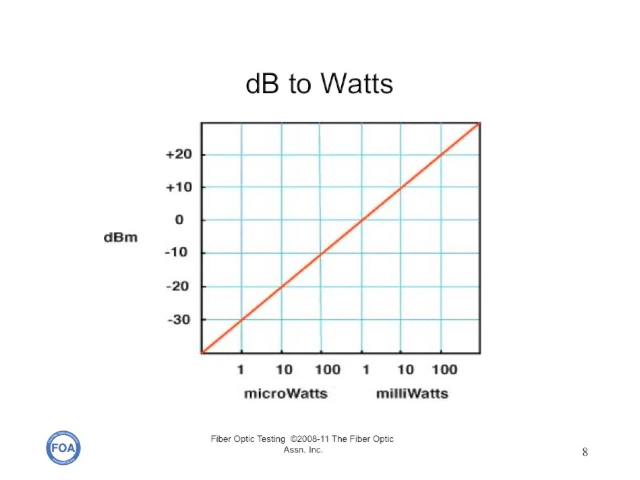 dB to Watts
+20
+10
0
dBm
-10
-20
-30
1 10 100 1 10 100
microWatts milliWatts
FOA
Fiber Optic Testing ©2008-11 The Fiber Optic
Assn. Inc.
8